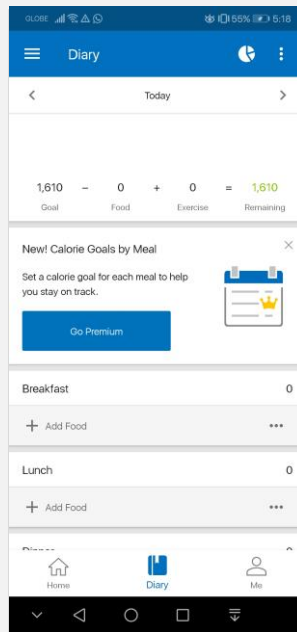 GLOBE 55% 5:18
Diary
Today
1,610 − 0 + 0 = 1,610
Goal Food Exercise Remaining
New! Calorie Goals by Meal
Set a calorie goal for each meal to help
you stay on track.
Go Premium
Breakfast 0
+ Add Food
Lunch 0
+ Add Food
Dinner
Home Diary Me